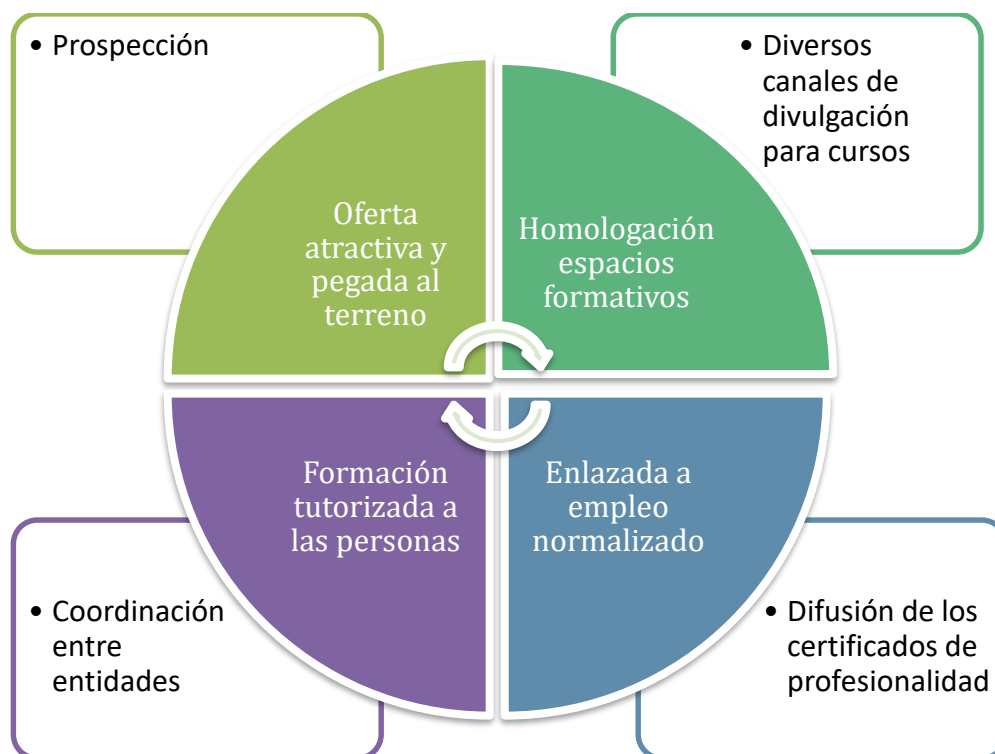 • Prospección
• Diversos
canales de
divulgación
para cursos
Oferta
atractiva y
pegada al
terreno
Homologación
espacios
formativos
Formación
tutorizada a
las personas
Enlazada a
empleo
normalizado
• Coordinación
entre
entidades
• Difusión de los
certificados de
profesionalidad